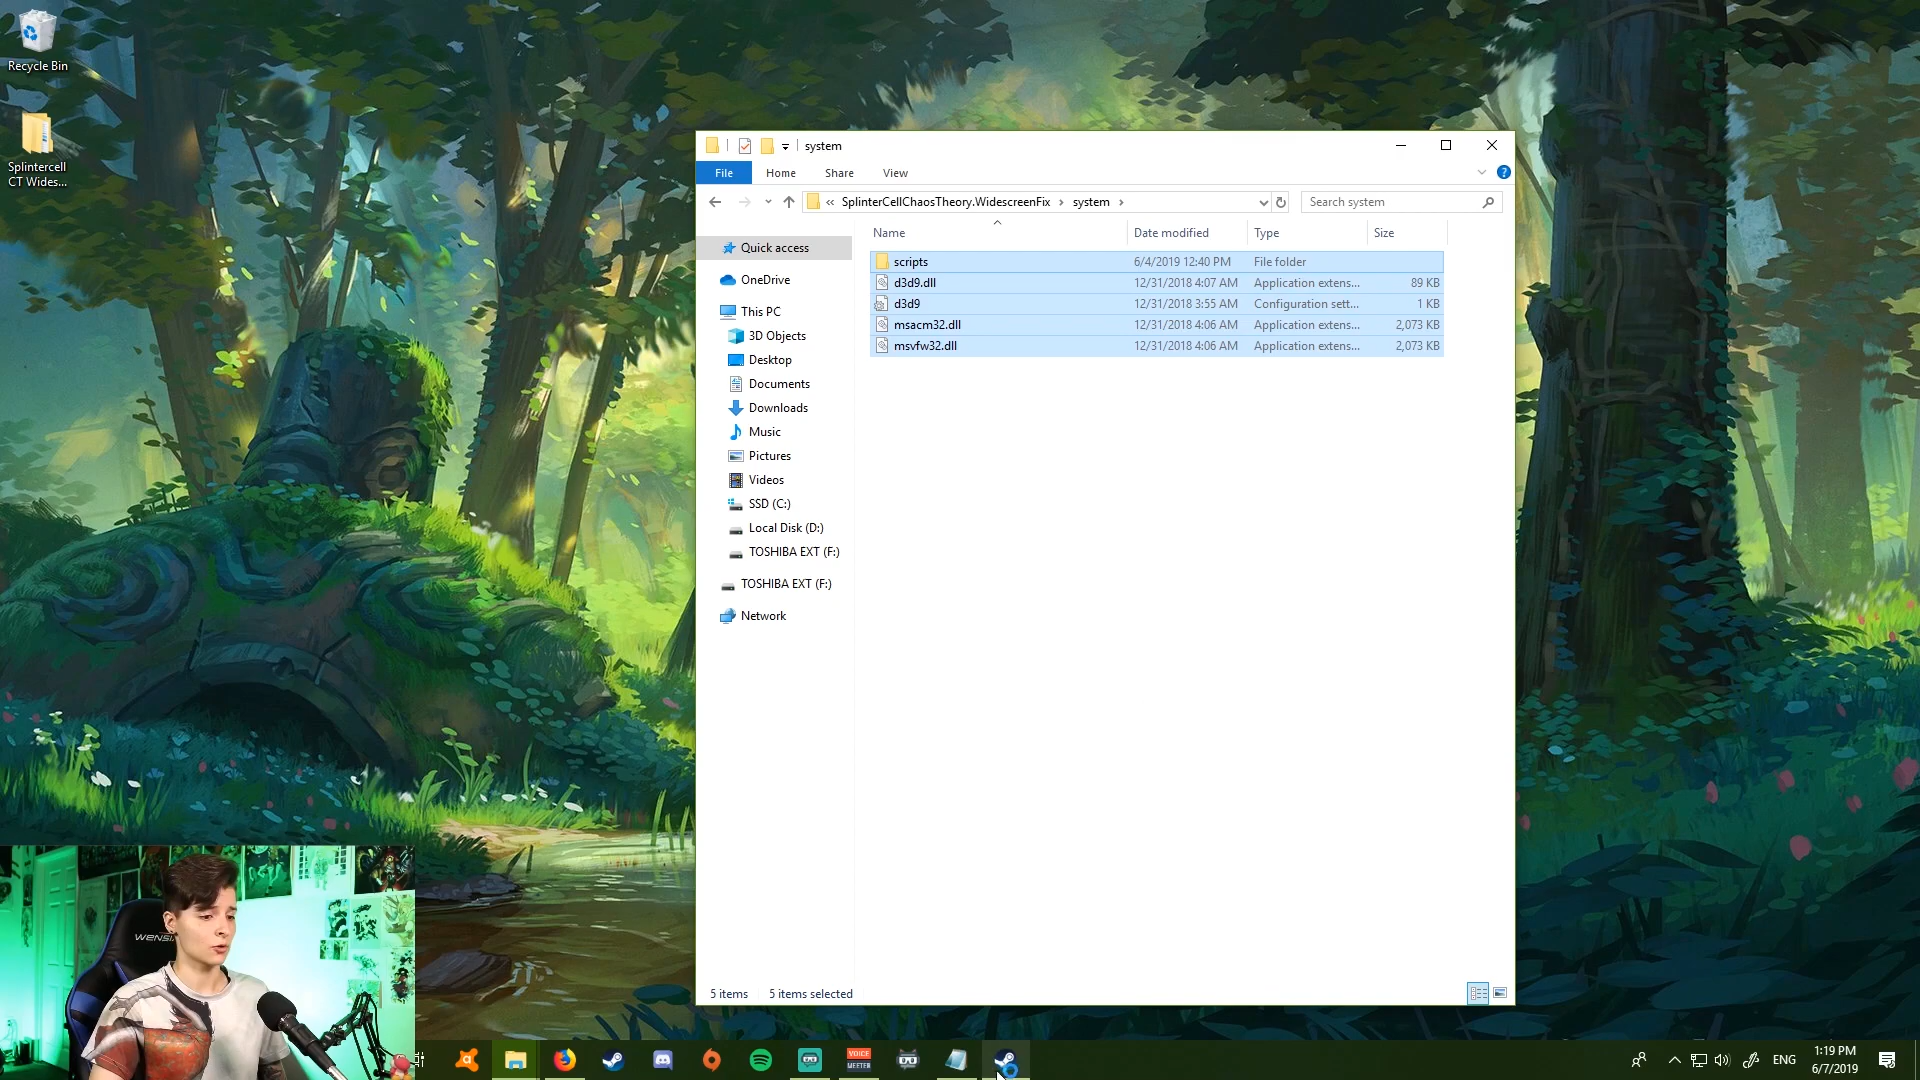 Recycle Bin
Splintercell
CT Wides...
system
File Home Share View
« SplinterCellChaosTheory.WidescreenFix › system ›
Search system
Name Date modified Type Size
scripts 6/4/2019 12:40 PM File folder
d3d9.dll 12/31/2018 4:07 AM Application extens... 89 KB
d3d9 12/31/2018 3:55 AM Configuration sett... 1 KB
msacm32.dll 12/31/2018 4:06 AM Application extens... 2,073 KB
msvfw32.dll 12/31/2018 4:06 AM Application extens... 2,073 KB
Quick access
OneDrive
This PC
3D Objects
Desktop
Documents
Downloads
Music
Pictures
Videos
SSD (C:)
Local Disk (D:)
TOSHIBA EXT (F:)
TOSHIBA EXT (F:)
Network
5 items 5 items selected
VOICE
MEETER
ENG
1:19 PM
6/7/2019